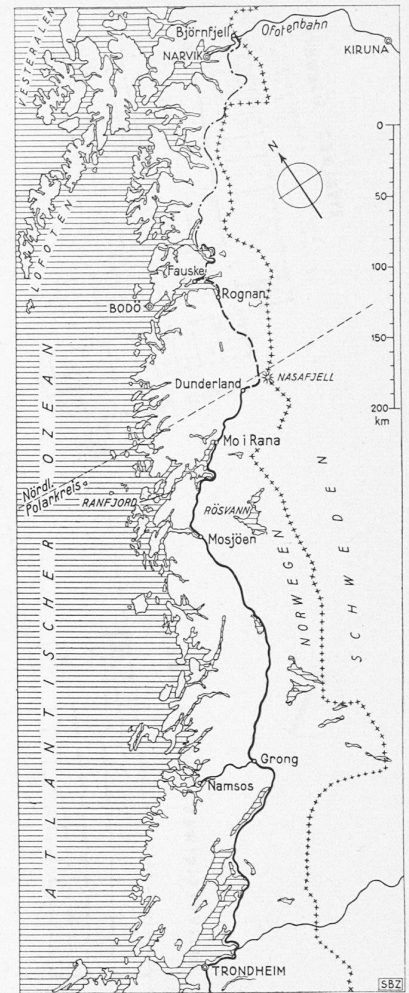 VESTERALEN
LOFOTEN
Björnfjell
Ofotenbahn
NARVIK
KIRUNA
N
0
50
100
150
200
km
Fauske
Rognan
BODÖ
Dunderland
NASAFJELL
Mo i Rana
Nördl.
Polarkreis
RANFJORD
RÖSVANN
Mosjöen
NORWEGEN
SCHWEDEN
ATLANTISCHER OZEAN
Grong
Namsos
TRONDHEIM
SBZ